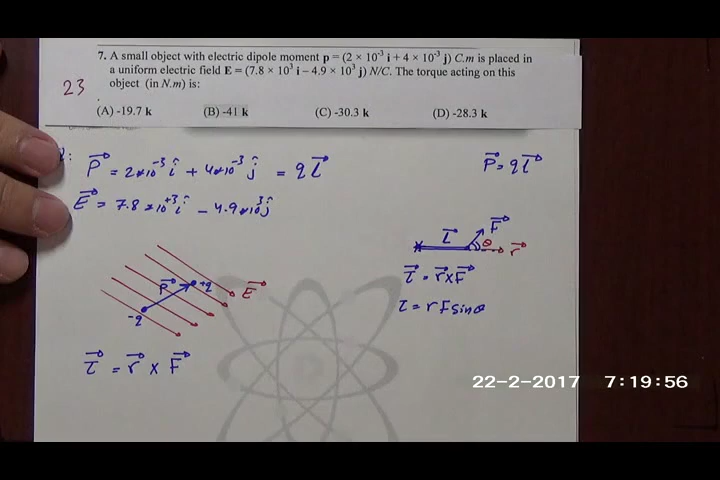 7. A small object with electric dipole moment p = (2 × 10⁻³ i + 4 × 10⁻³ j) C.m is placed in
a uniform electric field E = (7.8 × 10³ i – 4.9 × 10³ j) N/C. The torque acting on this
object (in N.m) is:
23
(A) -19.7 k (B) -41 k (C) -30.3 k (D) -28.3 k
P⃗ = 2*10⁻³ î + 4*10⁻³ ĵ = q L⃗
P⃗ = q L⃗
E⃗ = 7.8*10⁺³ î – 4.9*10³ ĵ
L⃗ F⃗ θ r⃗
P⃗ +q E⃗
-q
τ⃗ = r⃗ x F⃗
τ = r F sinθ
τ⃗ = r⃗ x F⃗
22-2-2017 7:19:56